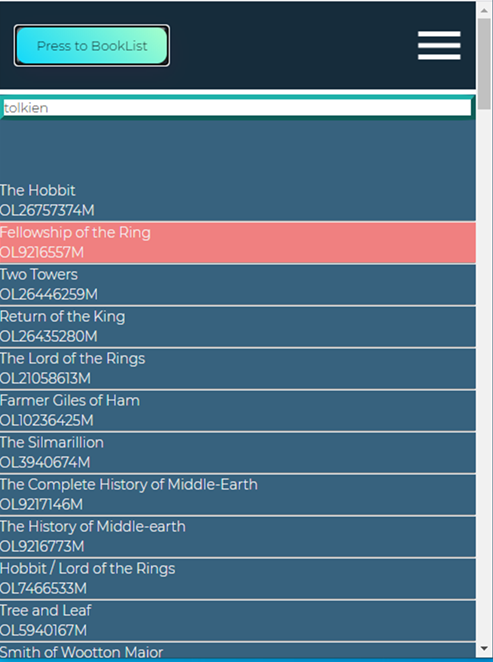 Press to BookList
tolkien
The Hobbit
OL26757374M
Fellowship of the Ring
OL9216557M
Two Towers
OL26446259M
Return of the King
OL26435280M
The Lord of the Rings
OL21058613M
Farmer Giles of Ham
OL10236425M
The Silmarillion
OL3940674M
The Complete History of Middle-Earth
OL9217146M
The History of Middle-earth
OL9216773M
Hobbit / Lord of the Rings
OL7466533M
Tree and Leaf
OL5940167M
Smith of Wootton Major